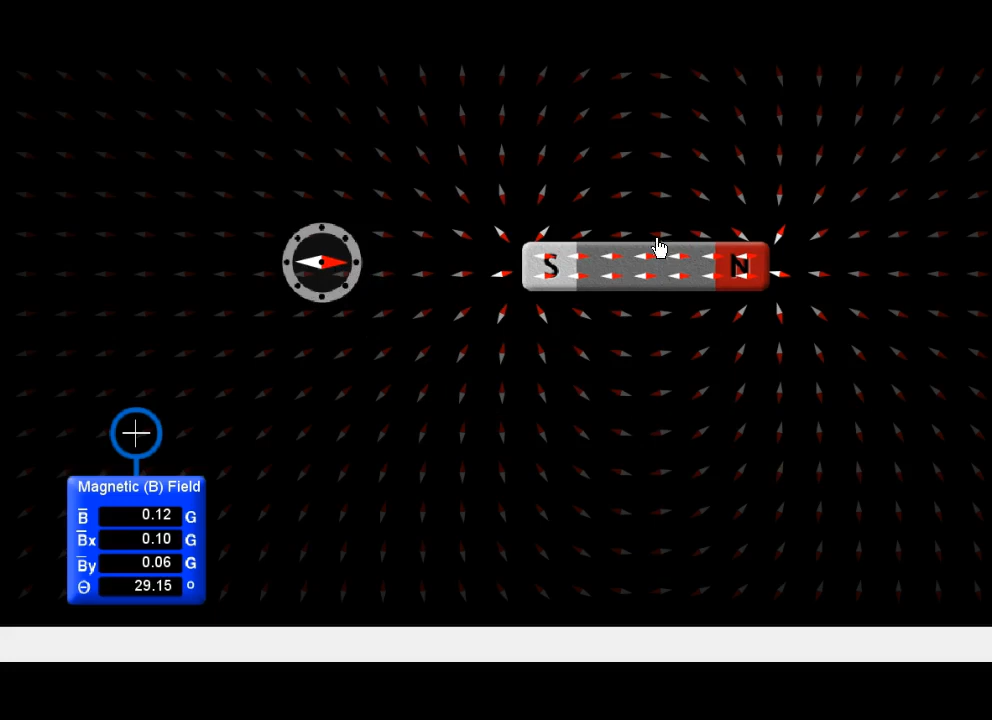 S N
Magnetic (B) Field
B 0.12 G
Bx 0.10 G
By 0.06 G
Θ 29.15 o